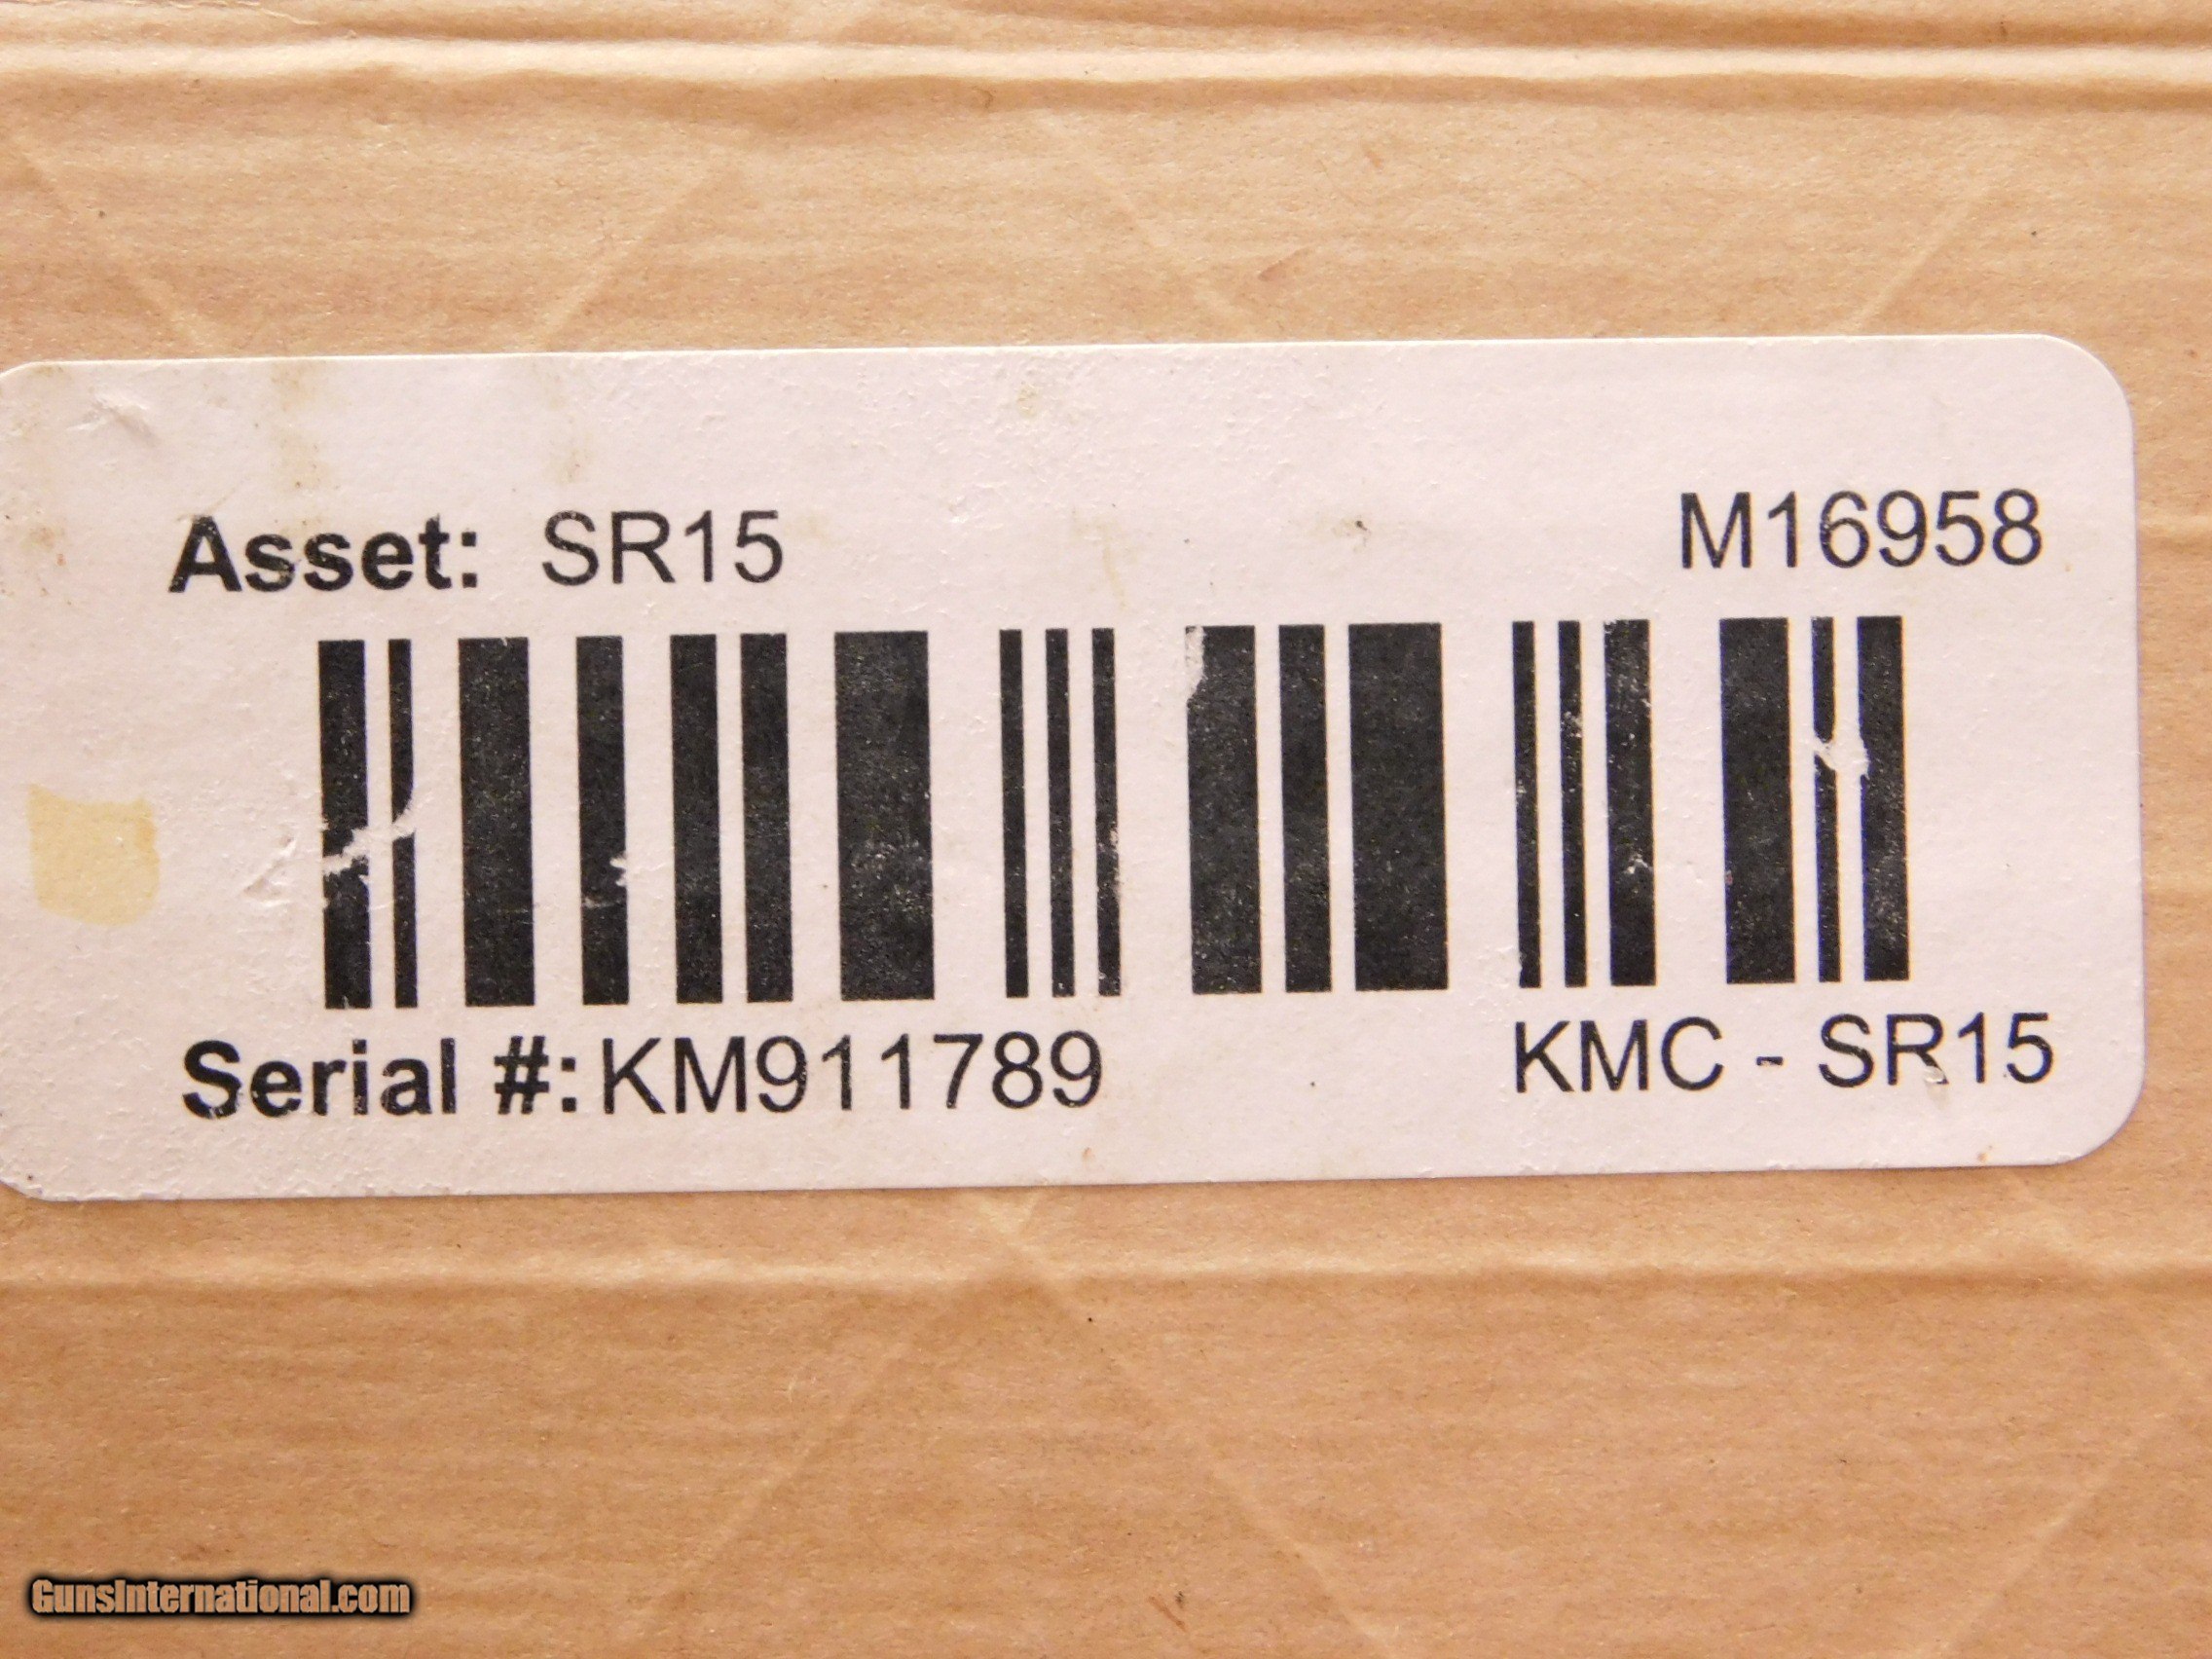 Asset: SR15 M16958
Serial #: KM911789 KMC - SR15
GunsInternational.com